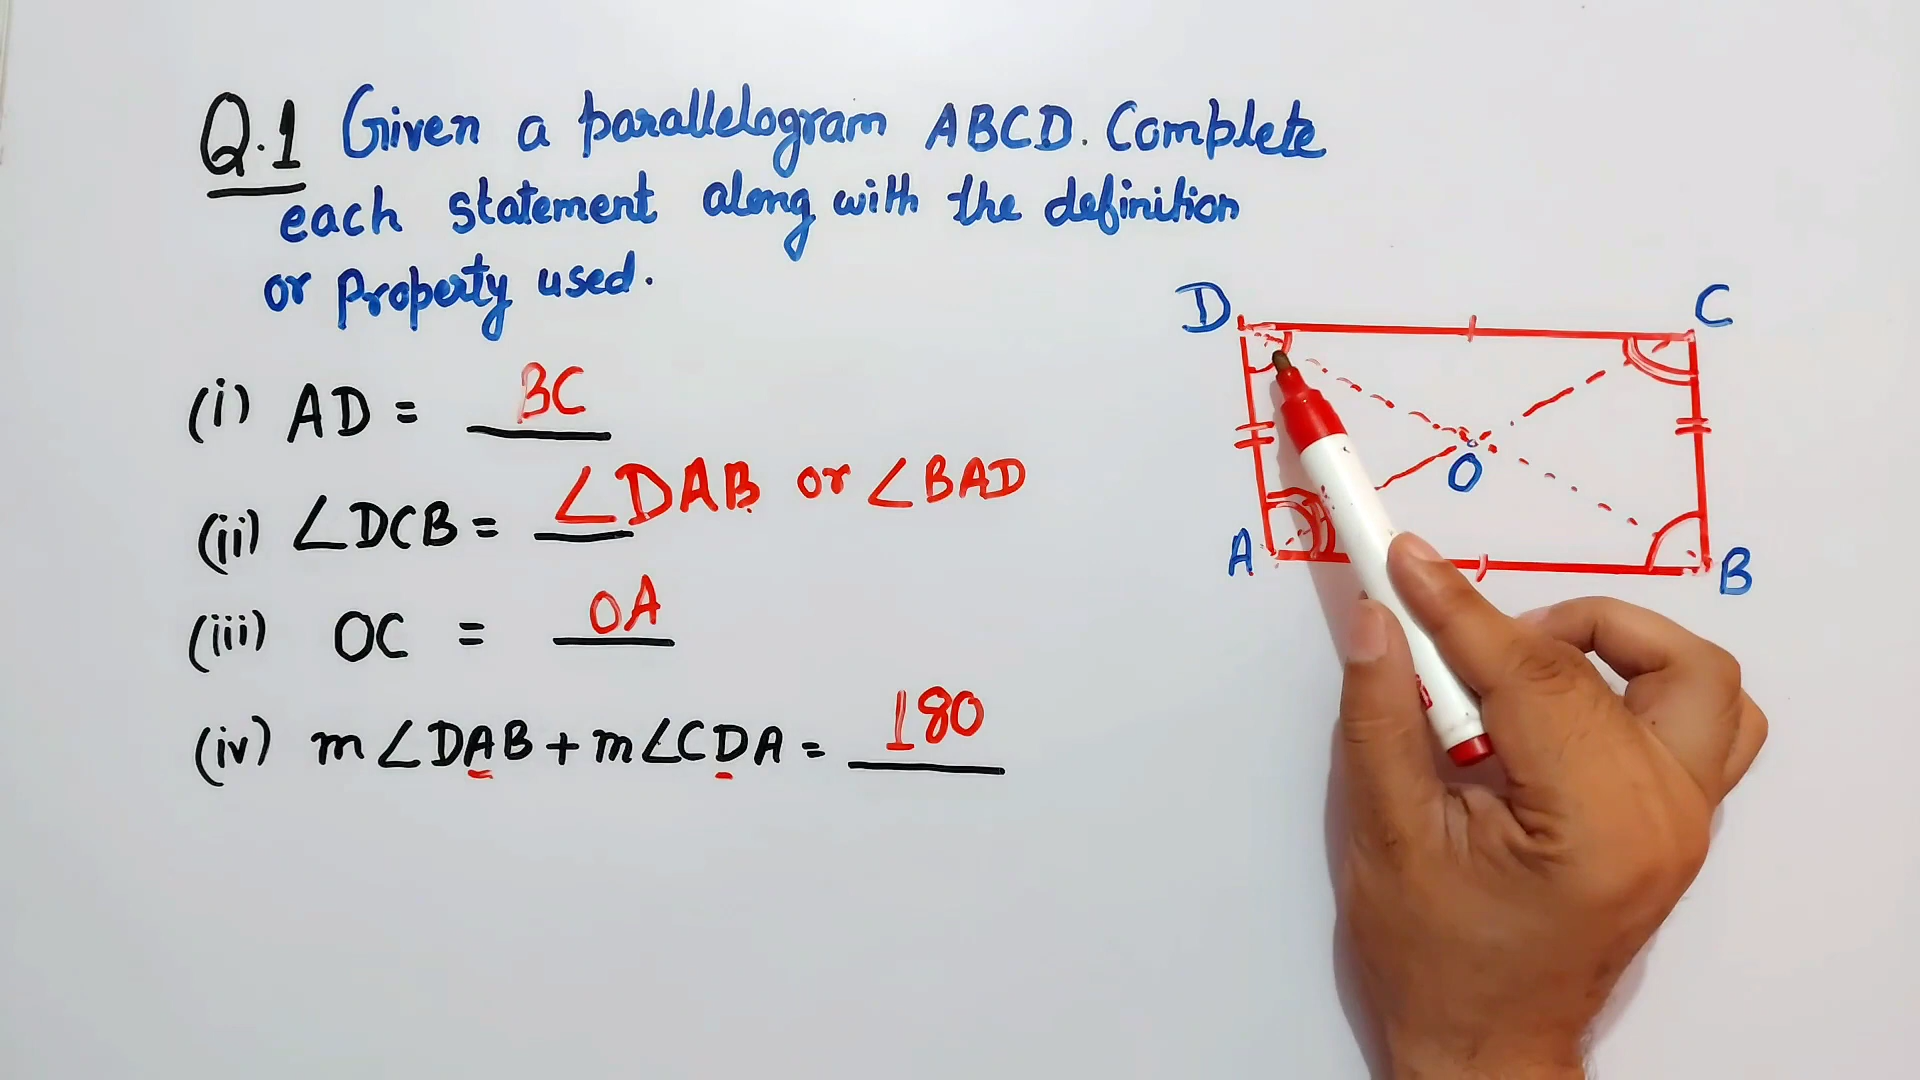 Q.1 Given a parallelogram ABCD. Complete
each statement along with the definition
or Property used.
(i) AD = BC
(ii) ∠DCB = ∠DAB or ∠BAD
(iii) OC = OA
(iv) m∠DAB + m∠CDA = 180
D C
O
A B